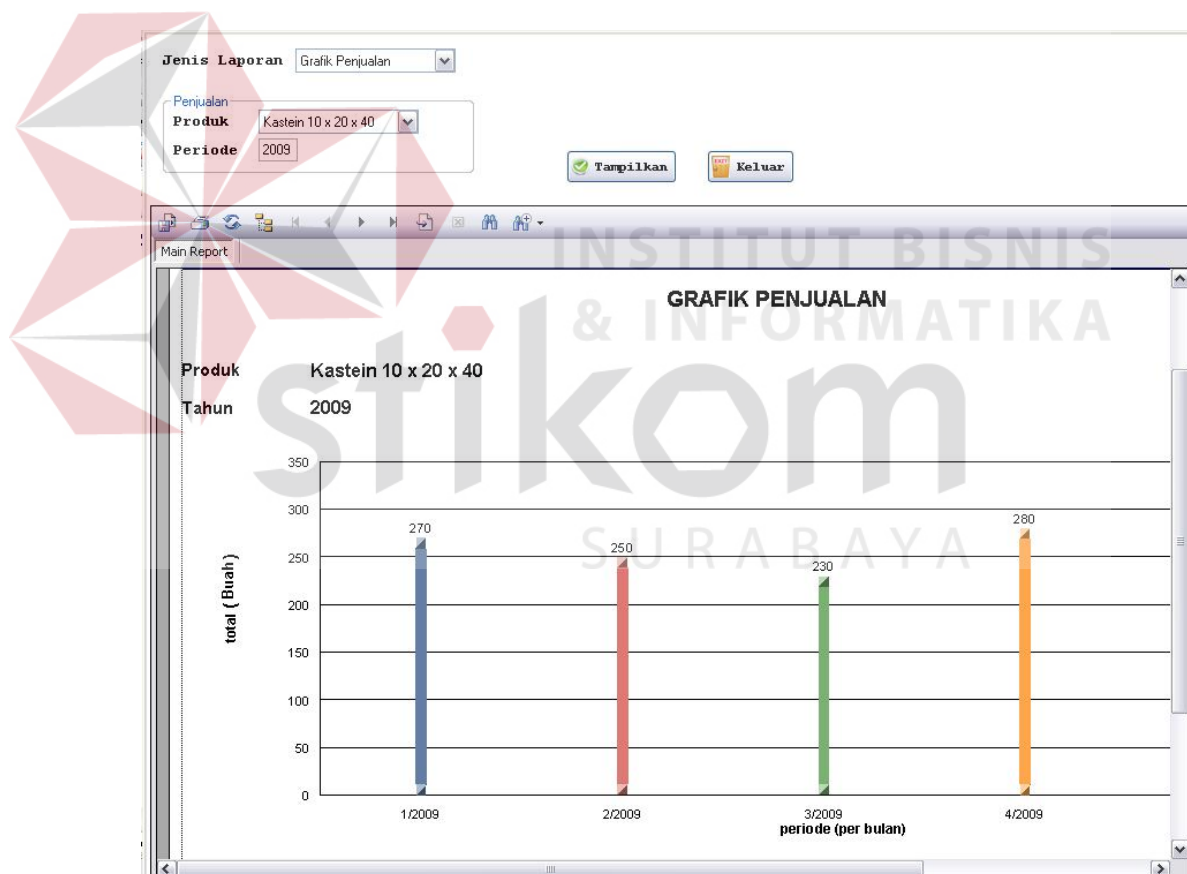 Jenis Laporan Grafik Penjualan
Penjualan
Produk Kastein 10 x 20 x 40
Periode 2009
Tampilkan Keluar
Main Report
INSTITUT BISNIS
& INFORMATIKA
stikom
SURABAYA
GRAFIK PENJUALAN
Produk Kastein 10 x 20 x 40
Tahun 2009
total ( Buah )
350
300
250
200
150
100
50
0
270
250
230
280
1/2009 2/2009 3/2009 4/2009
periode (per bulan)